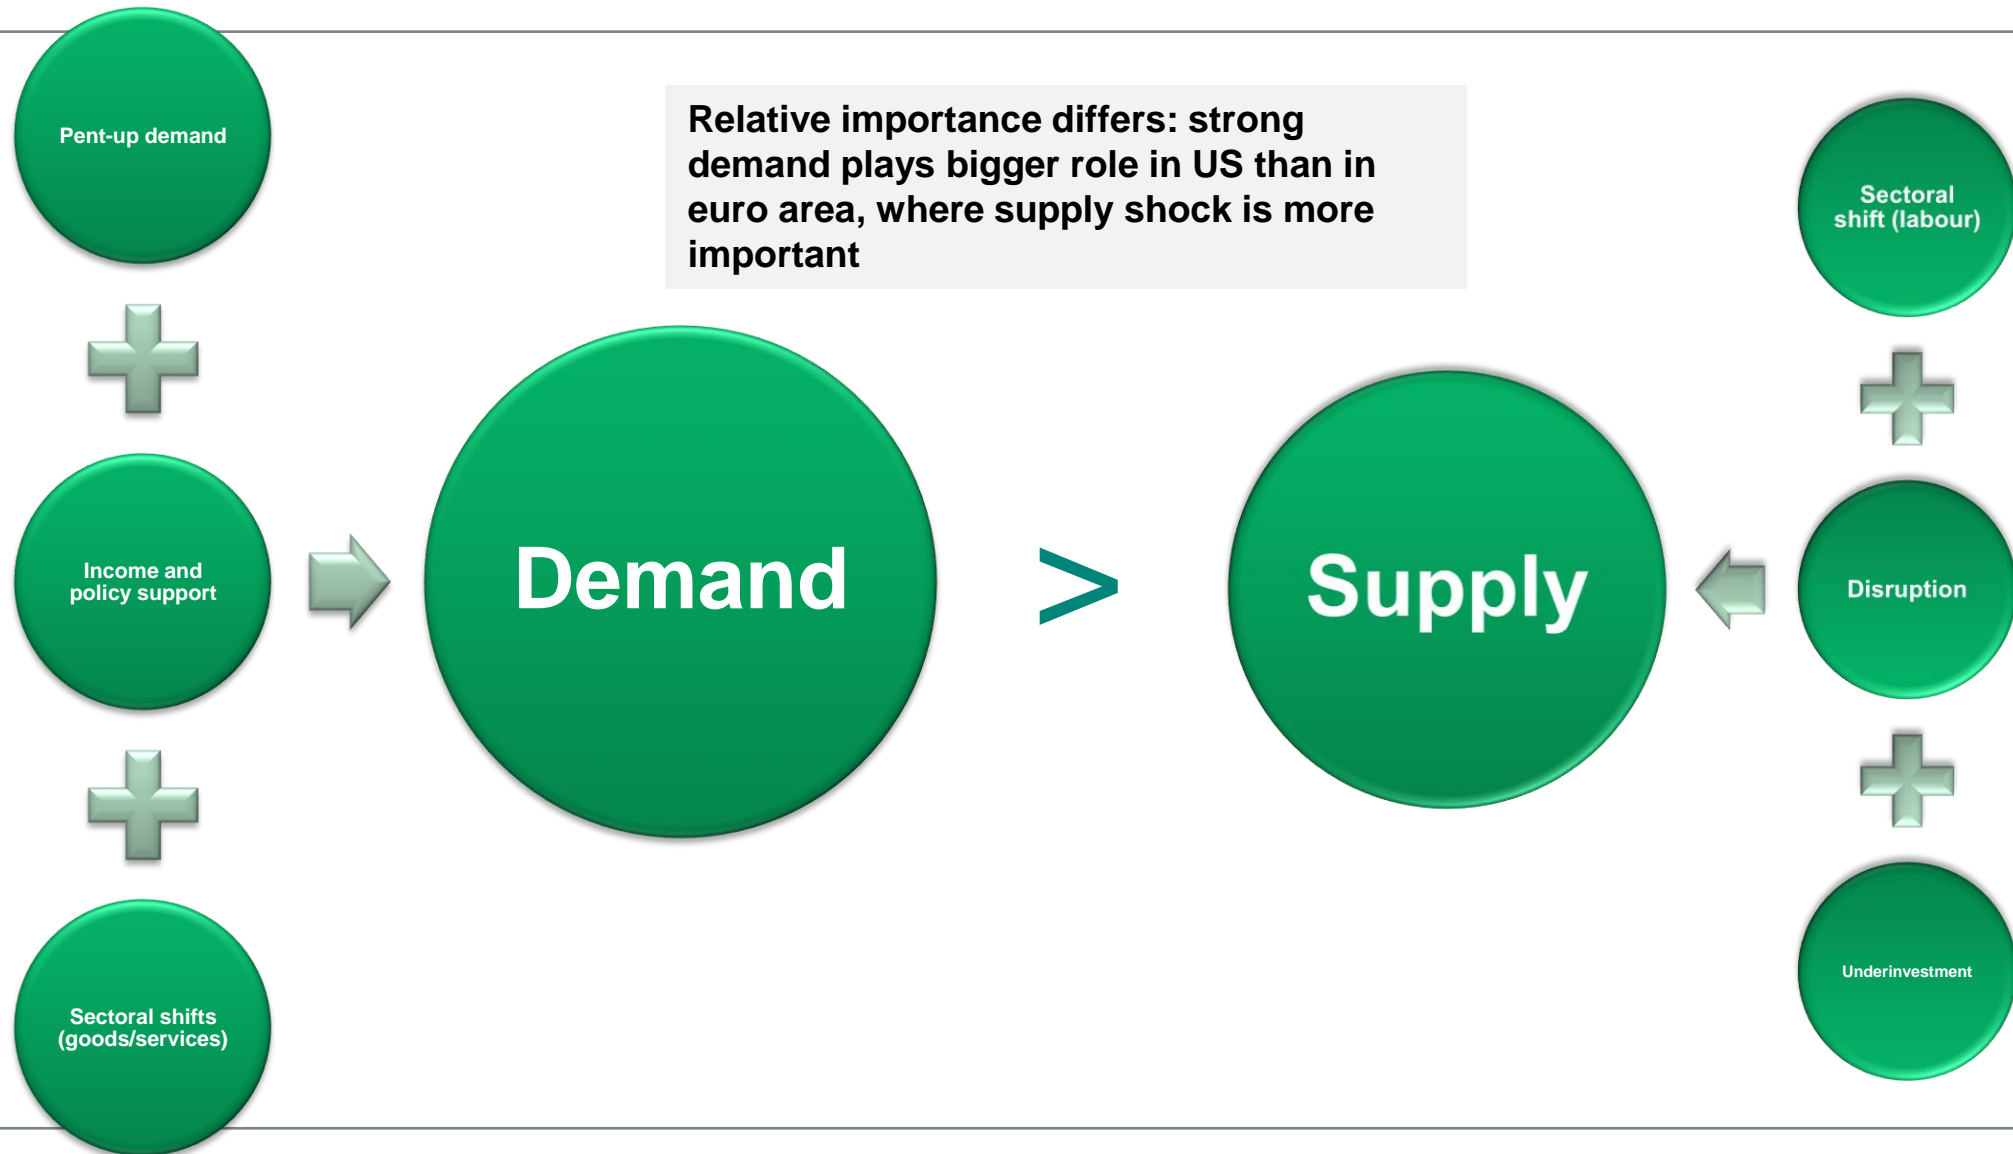 Pent-up demand
Relative importance differs: strong
demand plays bigger role in US than in
euro area, where supply shock is more
important
Sectoral
shift (labour)
Income and
policy support
Demand
>
Supply
Disruption
Sectoral shifts
(goods/services)
Underinvestment